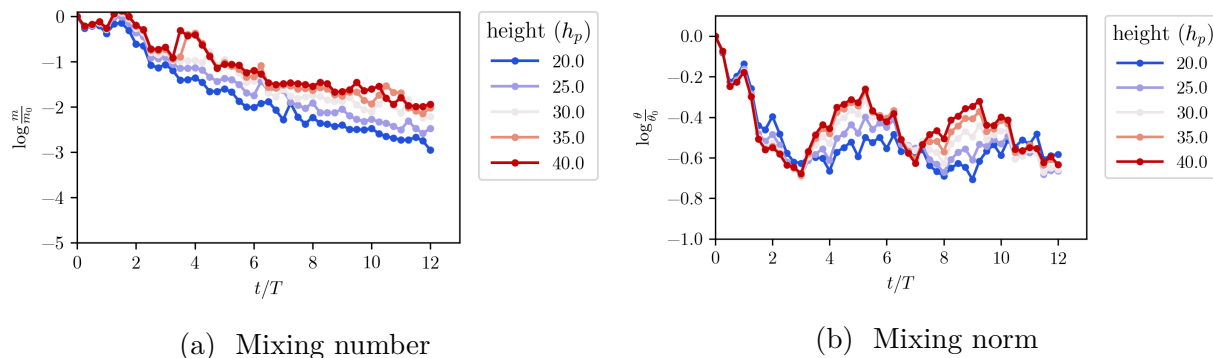 0
−1
−2
−3
−4
−5
log m/m₀
0 2 4 6 8 10 12
t/T
height (hₚ)
20.0
25.0
30.0
35.0
40.0
(a) Mixing number
0.0
−0.2
−0.4
−0.6
−0.8
−1.0
log θ/θ₀
0 2 4 6 8 10 12
t/T
height (hₚ)
20.0
25.0
30.0
35.0
40.0
(b) Mixing norm